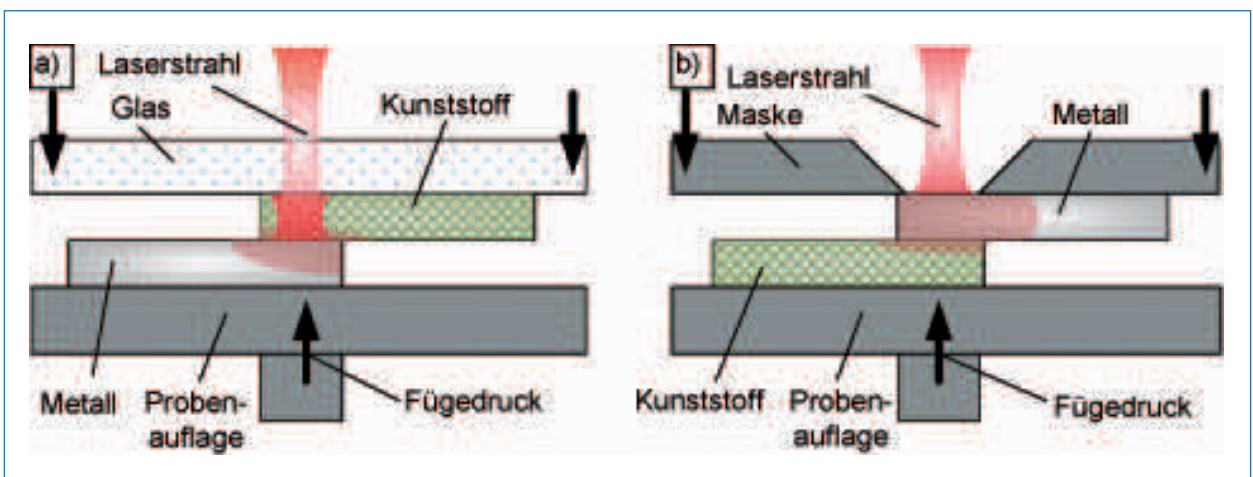 a)
Laserstrahl
Glas
Kunststoff
Metall
Proben-
auflage
Fügedruck
b)
Laserstrahl
Maske
Metall
Kunststoff
Proben-
auflage
Fügedruck